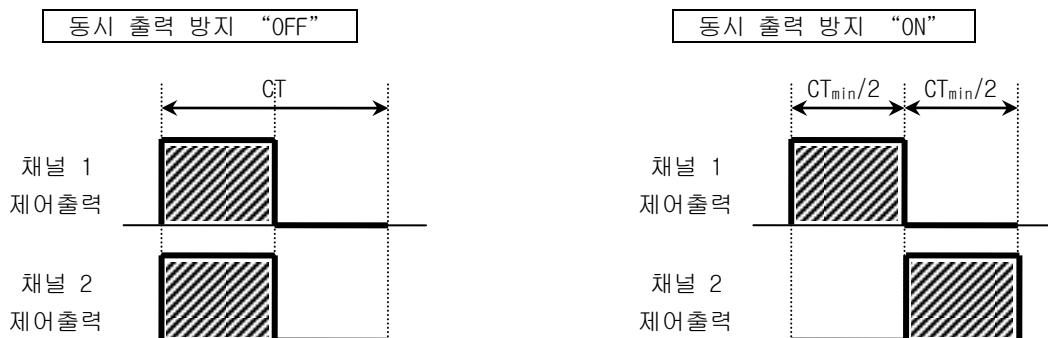 동시 출력 방지 “OFF”
동시 출력 방지 “ON”
CT
CTmin/2
CTmin/2
채널 1
제어출력
채널 1
제어출력
채널 2
제어출력
채널 2
제어출력